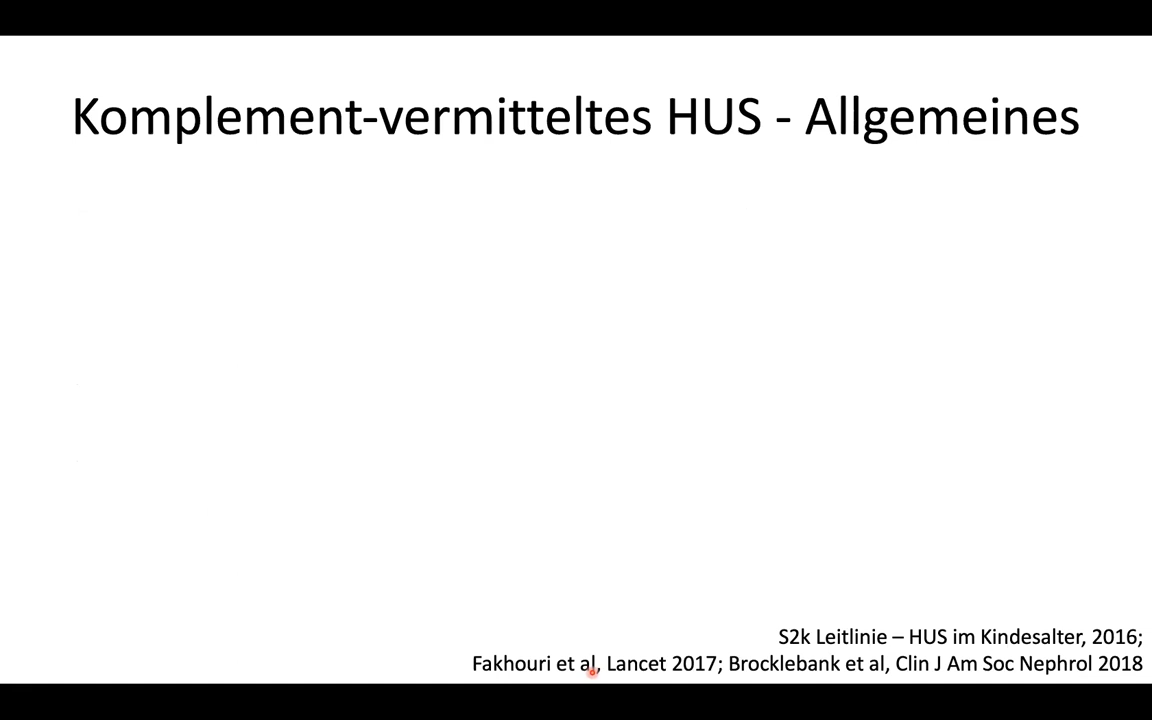 Komplement-vermitteltes HUS - Allgemeines
S2k Leitlinie – HUS im Kindesalter, 2016;
Fakhouri et al, Lancet 2017; Brocklebank et al, Clin J Am Soc Nephrol 2018